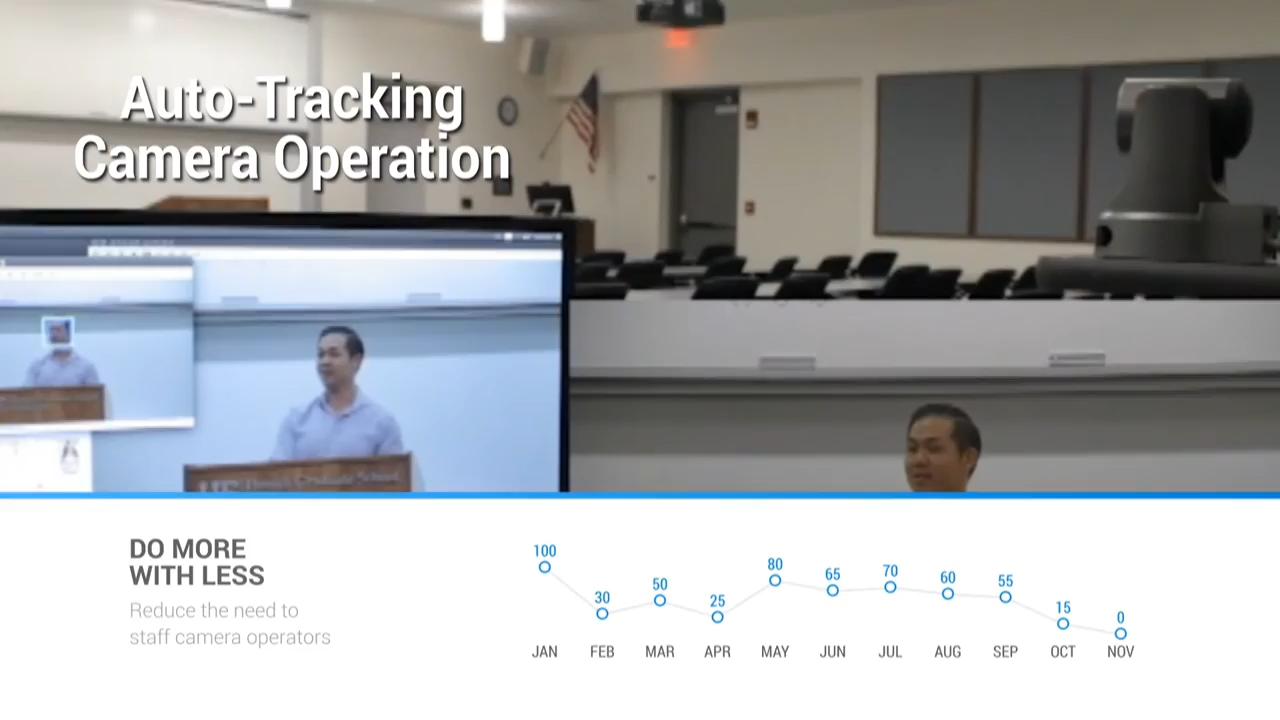 Auto-Tracking
Camera Operation
DO MORE
WITH LESS
Reduce the need to
staff camera operators
100 30 50 25 80 65 70 60 55 15 0
JAN FEB MAR APR MAY JUN JUL AUG SEP OCT NOV